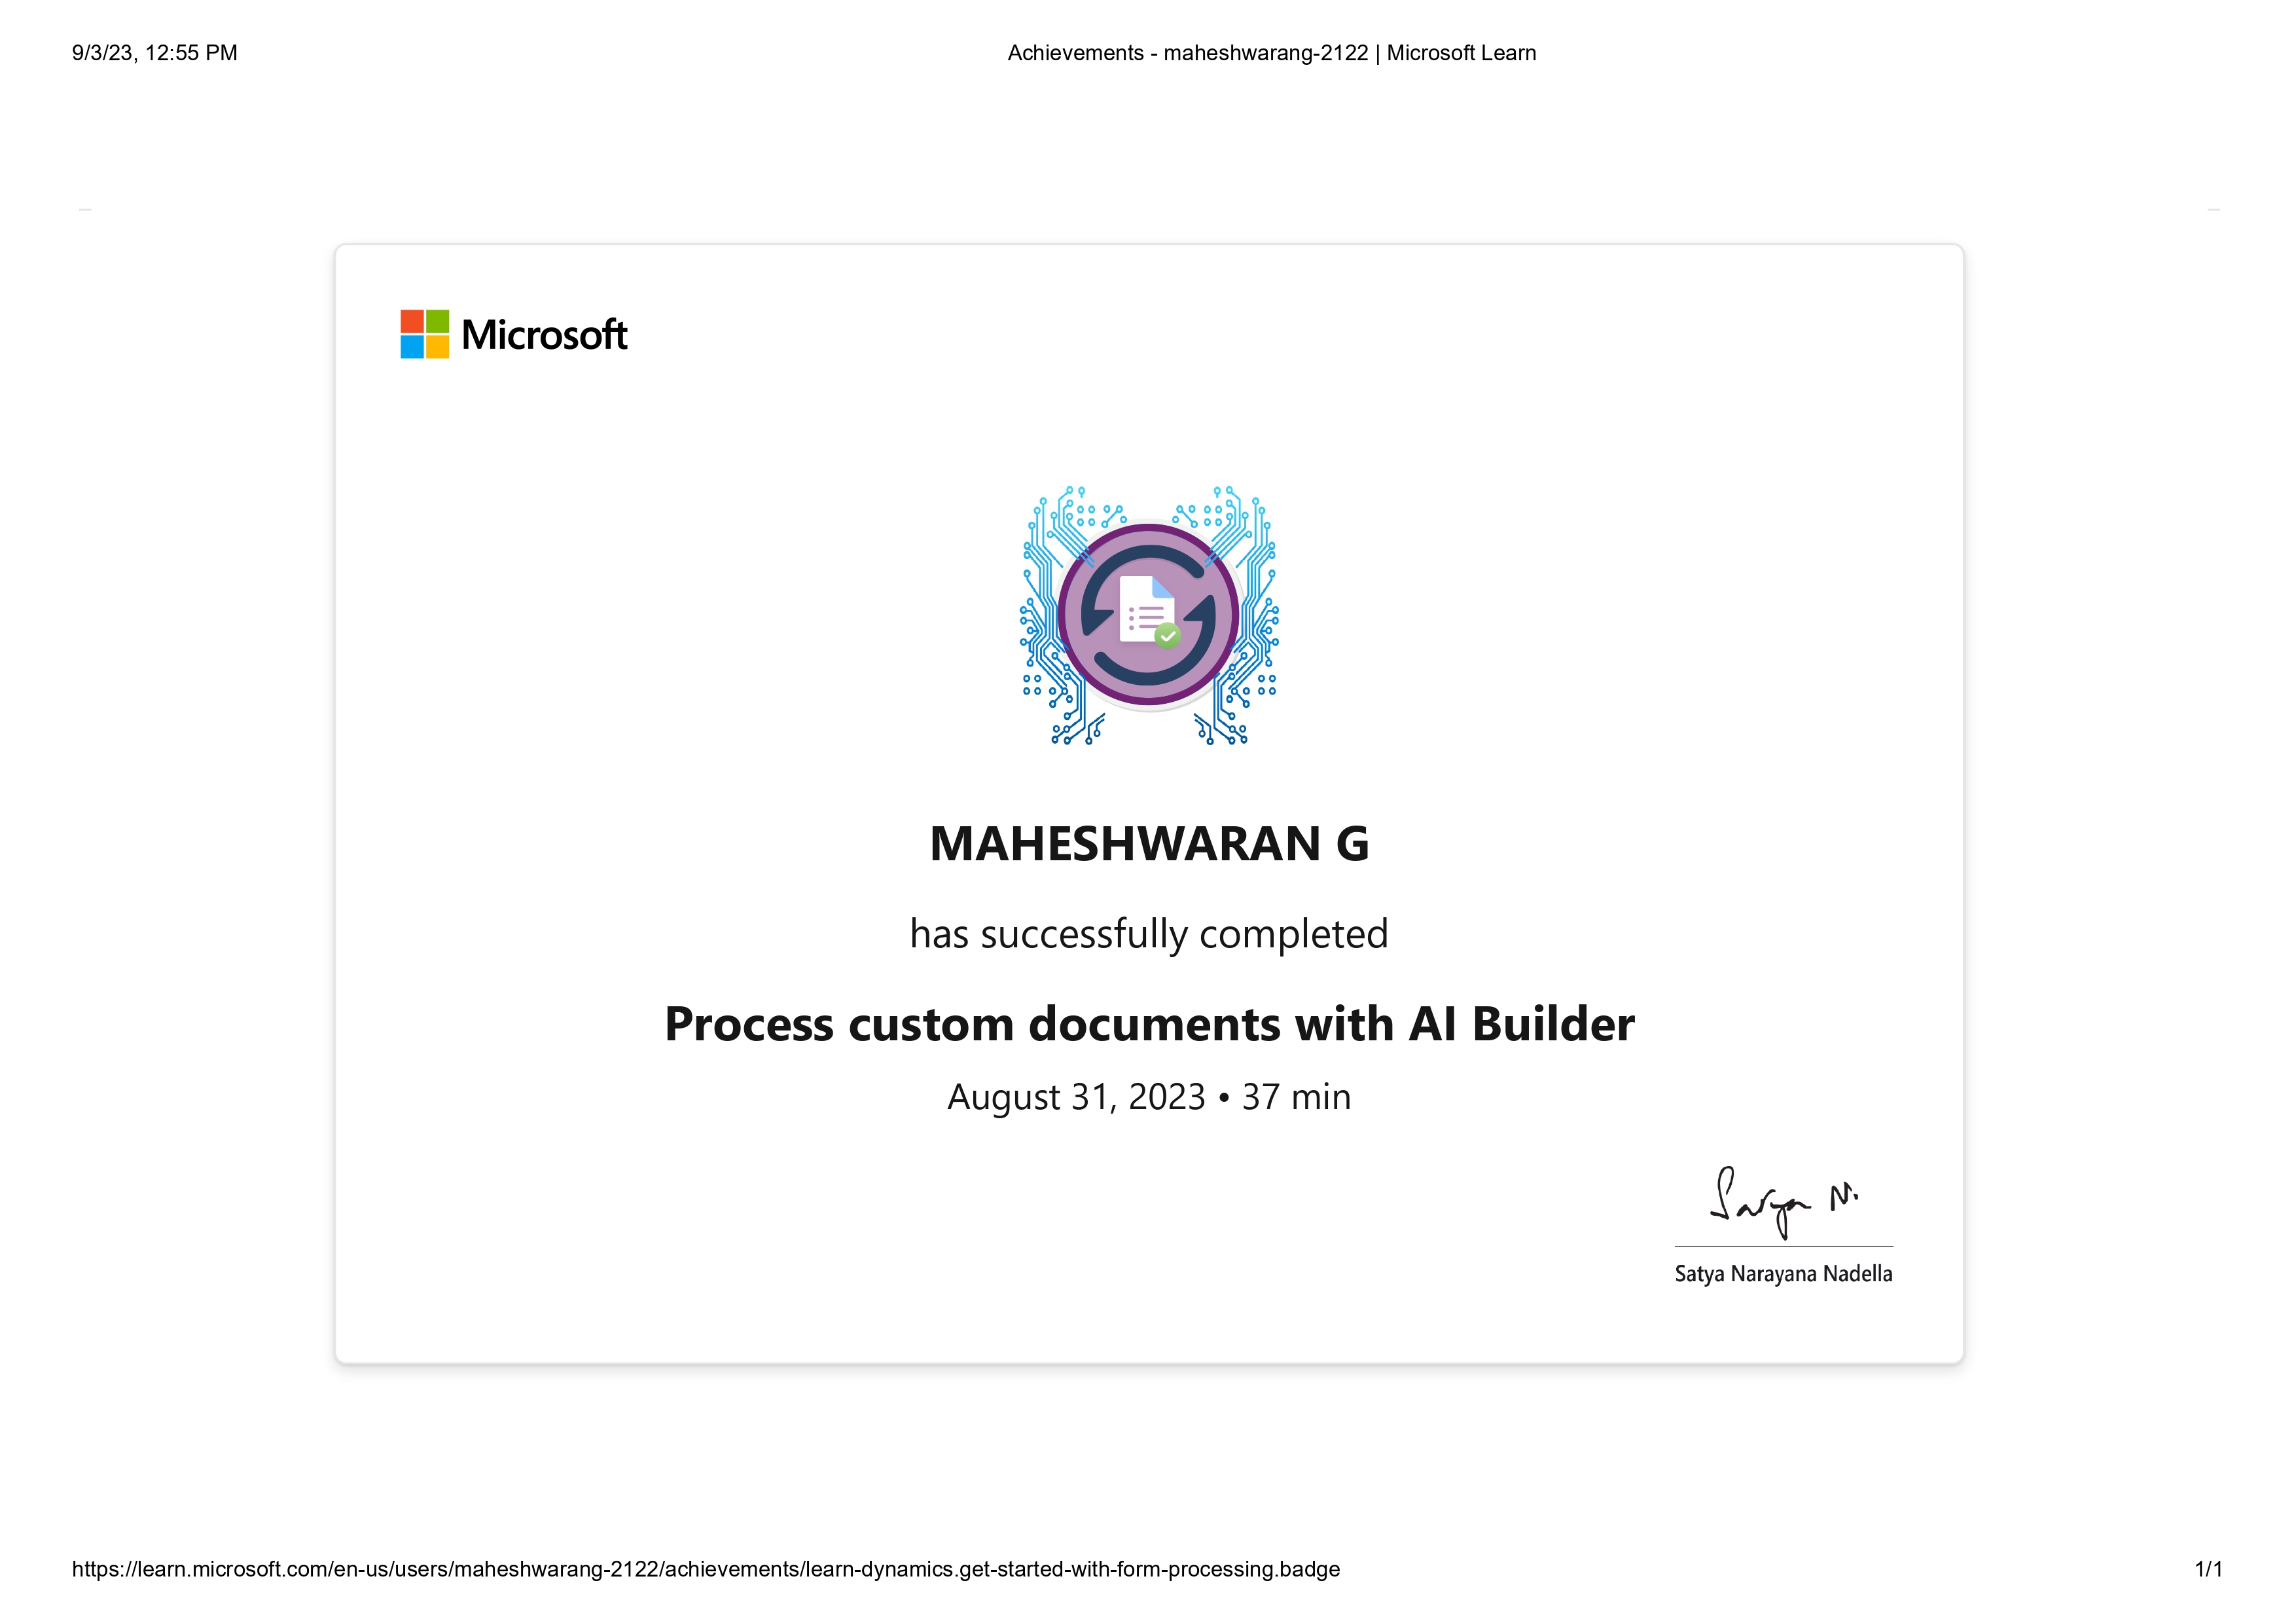 9/3/23, 12:55 PM
Achievements - maheshwarang-2122 | Microsoft Learn
Microsoft
MAHESHWARAN G
has successfully completed
Process custom documents with AI Builder
August 31, 2023 • 37 min
Satya N.
Satya Narayana Nadella
https://learn.microsoft.com/en-us/users/maheshwarang-2122/achievements/learn-dynamics.get-started-with-form-processing.badge
1/1